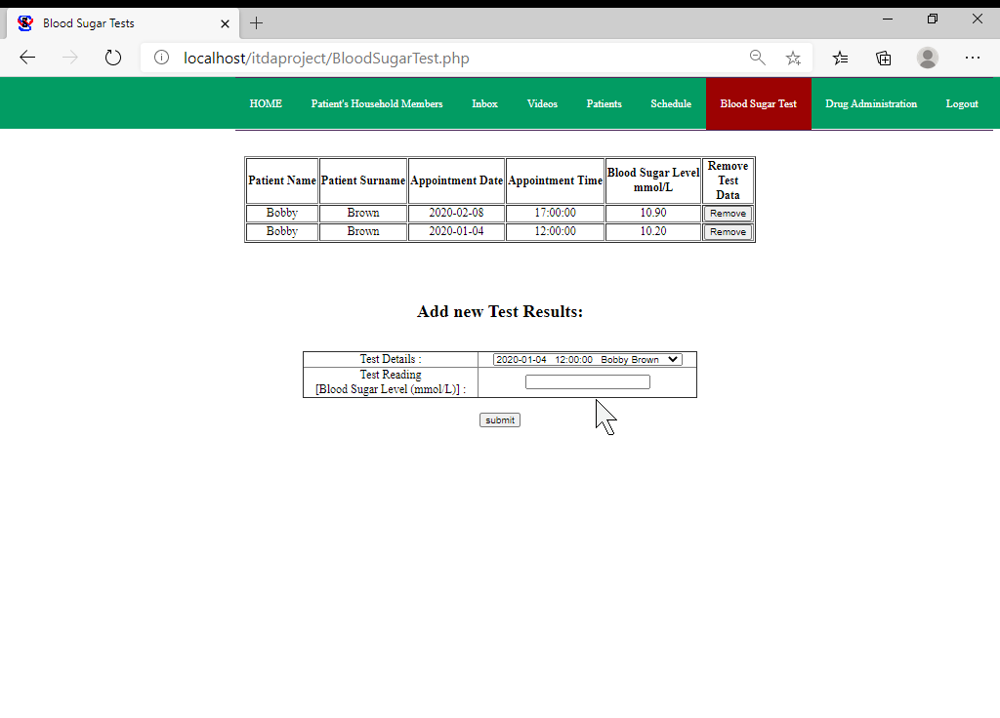 Blood Sugar Tests
localhost/itdaproject/BloodSugarTest.php
HOME Patient's Household Members Inbox Videos Patients Schedule Blood Sugar Test Drug Administration Logout
Patient Name Patient Surname Appointment Date Appointment Time Blood Sugar Level mmol/L Remove Test Data
Bobby Brown 2020-02-08 17:00:00 10.90 Remove
Bobby Brown 2020-01-04 12:00:00 10.20 Remove
Add new Test Results:
Test Details : 2020-01-04 12:00:00 Bobby Brown
Test Reading
[Blood Sugar Level (mmol/L)] :
submit